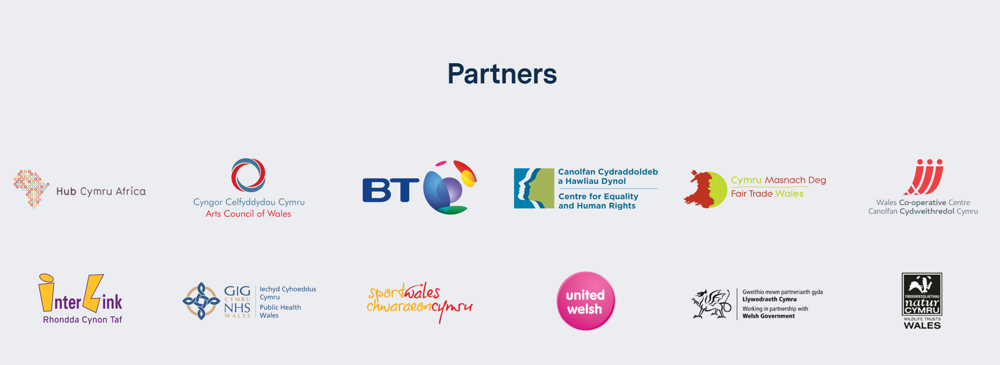 Partners
Hub Cymru Africa
Cyngor Celfyddydau Cymru
Arts Council of Wales
BT
Canolfan Cydraddoldeb
a Hawliau Dynol
Centre for Equality
and Human Rights
Cymru Masnach Deg
Fair Trade Wales
Wales Co-operative Centre
Canolfan Cydweithredol Cymru
interLink
Rhondda Cynon Taf
GIG
CYMRU
NHS
WALES
Iechyd Cyhoeddus
Cymru
Public Health
Wales
sportwales
chwaraeoncymru
united
welsh
Gweithio mewn partneriaeth gyda
Llywodraeth Cymru
Working in partnership with
Welsh Government
YMDDIRIEDOLAETHAU
natur
CYMRU
WILDLIFE TRUSTS
WALES